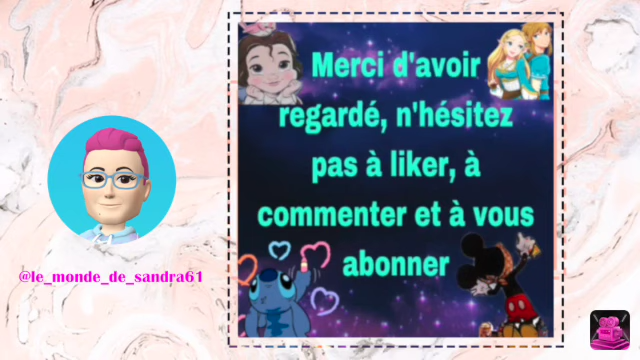 Merci d'avoir
regardé, n'hésitez
pas à liker, à
commenter et à vous
abonner
@le_monde_de_sandra61